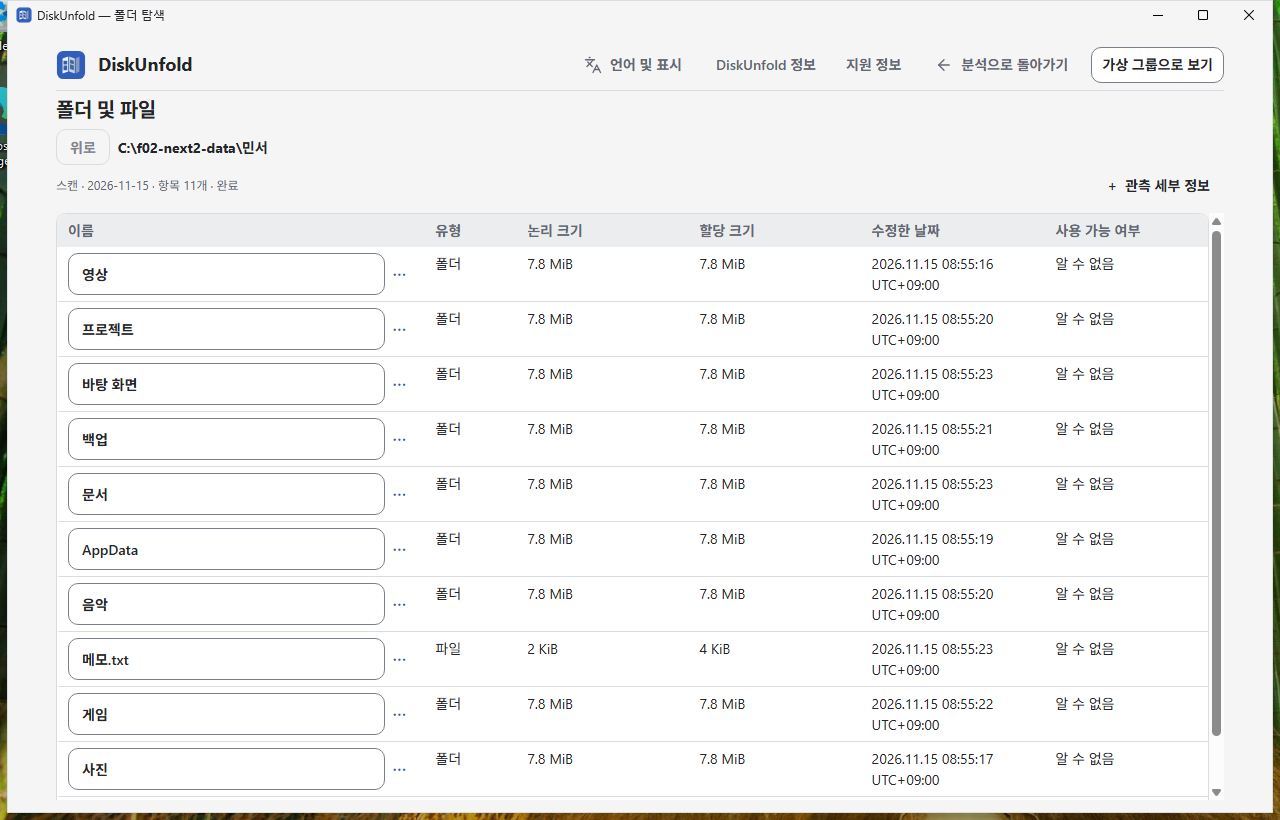 DiskUnfold — 폴더 탐색
DiskUnfold
언어 및 표시
DiskUnfold 정보
지원 정보
← 분석으로 돌아가기
가상 그룹으로 보기
폴더 및 파일
위로 C:\f02-next2-data\민서
스캔 · 2026-11-15 · 항목 11개 · 완료
+ 관측 세부 정보
이름 유형 논리 크기 할당 크기 수정한 날짜 사용 가능 여부
영상 ... 폴더 7.8 MiB 7.8 MiB 2026.11.15 08:55:16 알 수 없음
UTC+09:00
프로젝트 ... 폴더 7.8 MiB 7.8 MiB 2026.11.15 08:55:20 알 수 없음
UTC+09:00
바탕 화면 ... 폴더 7.8 MiB 7.8 MiB 2026.11.15 08:55:23 알 수 없음
UTC+09:00
백업 ... 폴더 7.8 MiB 7.8 MiB 2026.11.15 08:55:21 알 수 없음
UTC+09:00
문서 ... 폴더 7.8 MiB 7.8 MiB 2026.11.15 08:55:23 알 수 없음
UTC+09:00
AppData ... 폴더 7.8 MiB 7.8 MiB 2026.11.15 08:55:19 알 수 없음
UTC+09:00
음악 ... 폴더 7.8 MiB 7.8 MiB 2026.11.15 08:55:20 알 수 없음
UTC+09:00
메모.txt ... 파일 2 KiB 4 KiB 2026.11.15 08:55:23 알 수 없음
UTC+09:00
게임 ... 폴더 7.8 MiB 7.8 MiB 2026.11.15 08:55:22 알 수 없음
UTC+09:00
사진 ... 폴더 7.8 MiB 7.8 MiB 2026.11.15 08:55:17 알 수 없음
UTC+09:00